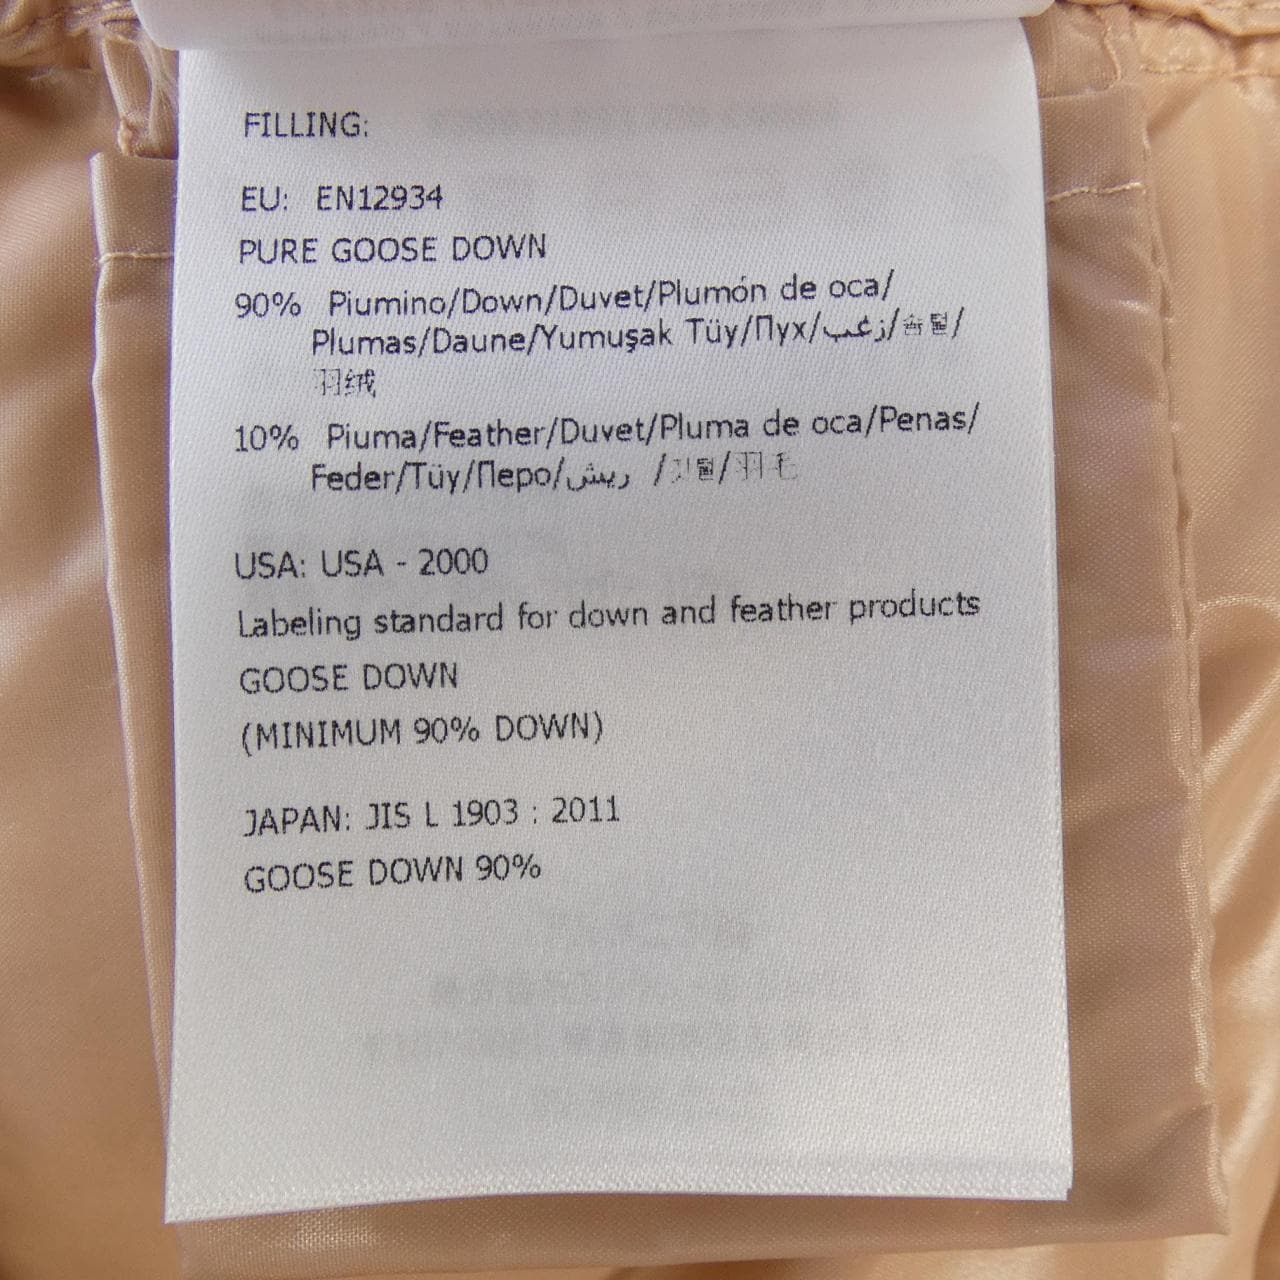 FILLING:
EU: EN12934
PURE GOOSE DOWN
90% Piumino/Down/Duvet/Plumón de oca/
Plumas/Daune/Yumuşak Tüy/Пух/زغب/솜털/
羽绒
10% Piuma/Feather/Duvet/Pluma de oca/Penas/
Feder/Tüy/Перо/ريش /깃털/羽毛
USA: USA - 2000
Labeling standard for down and feather products
GOOSE DOWN
(MINIMUM 90% DOWN)
JAPAN: JIS L 1903 : 2011
GOOSE DOWN 90%